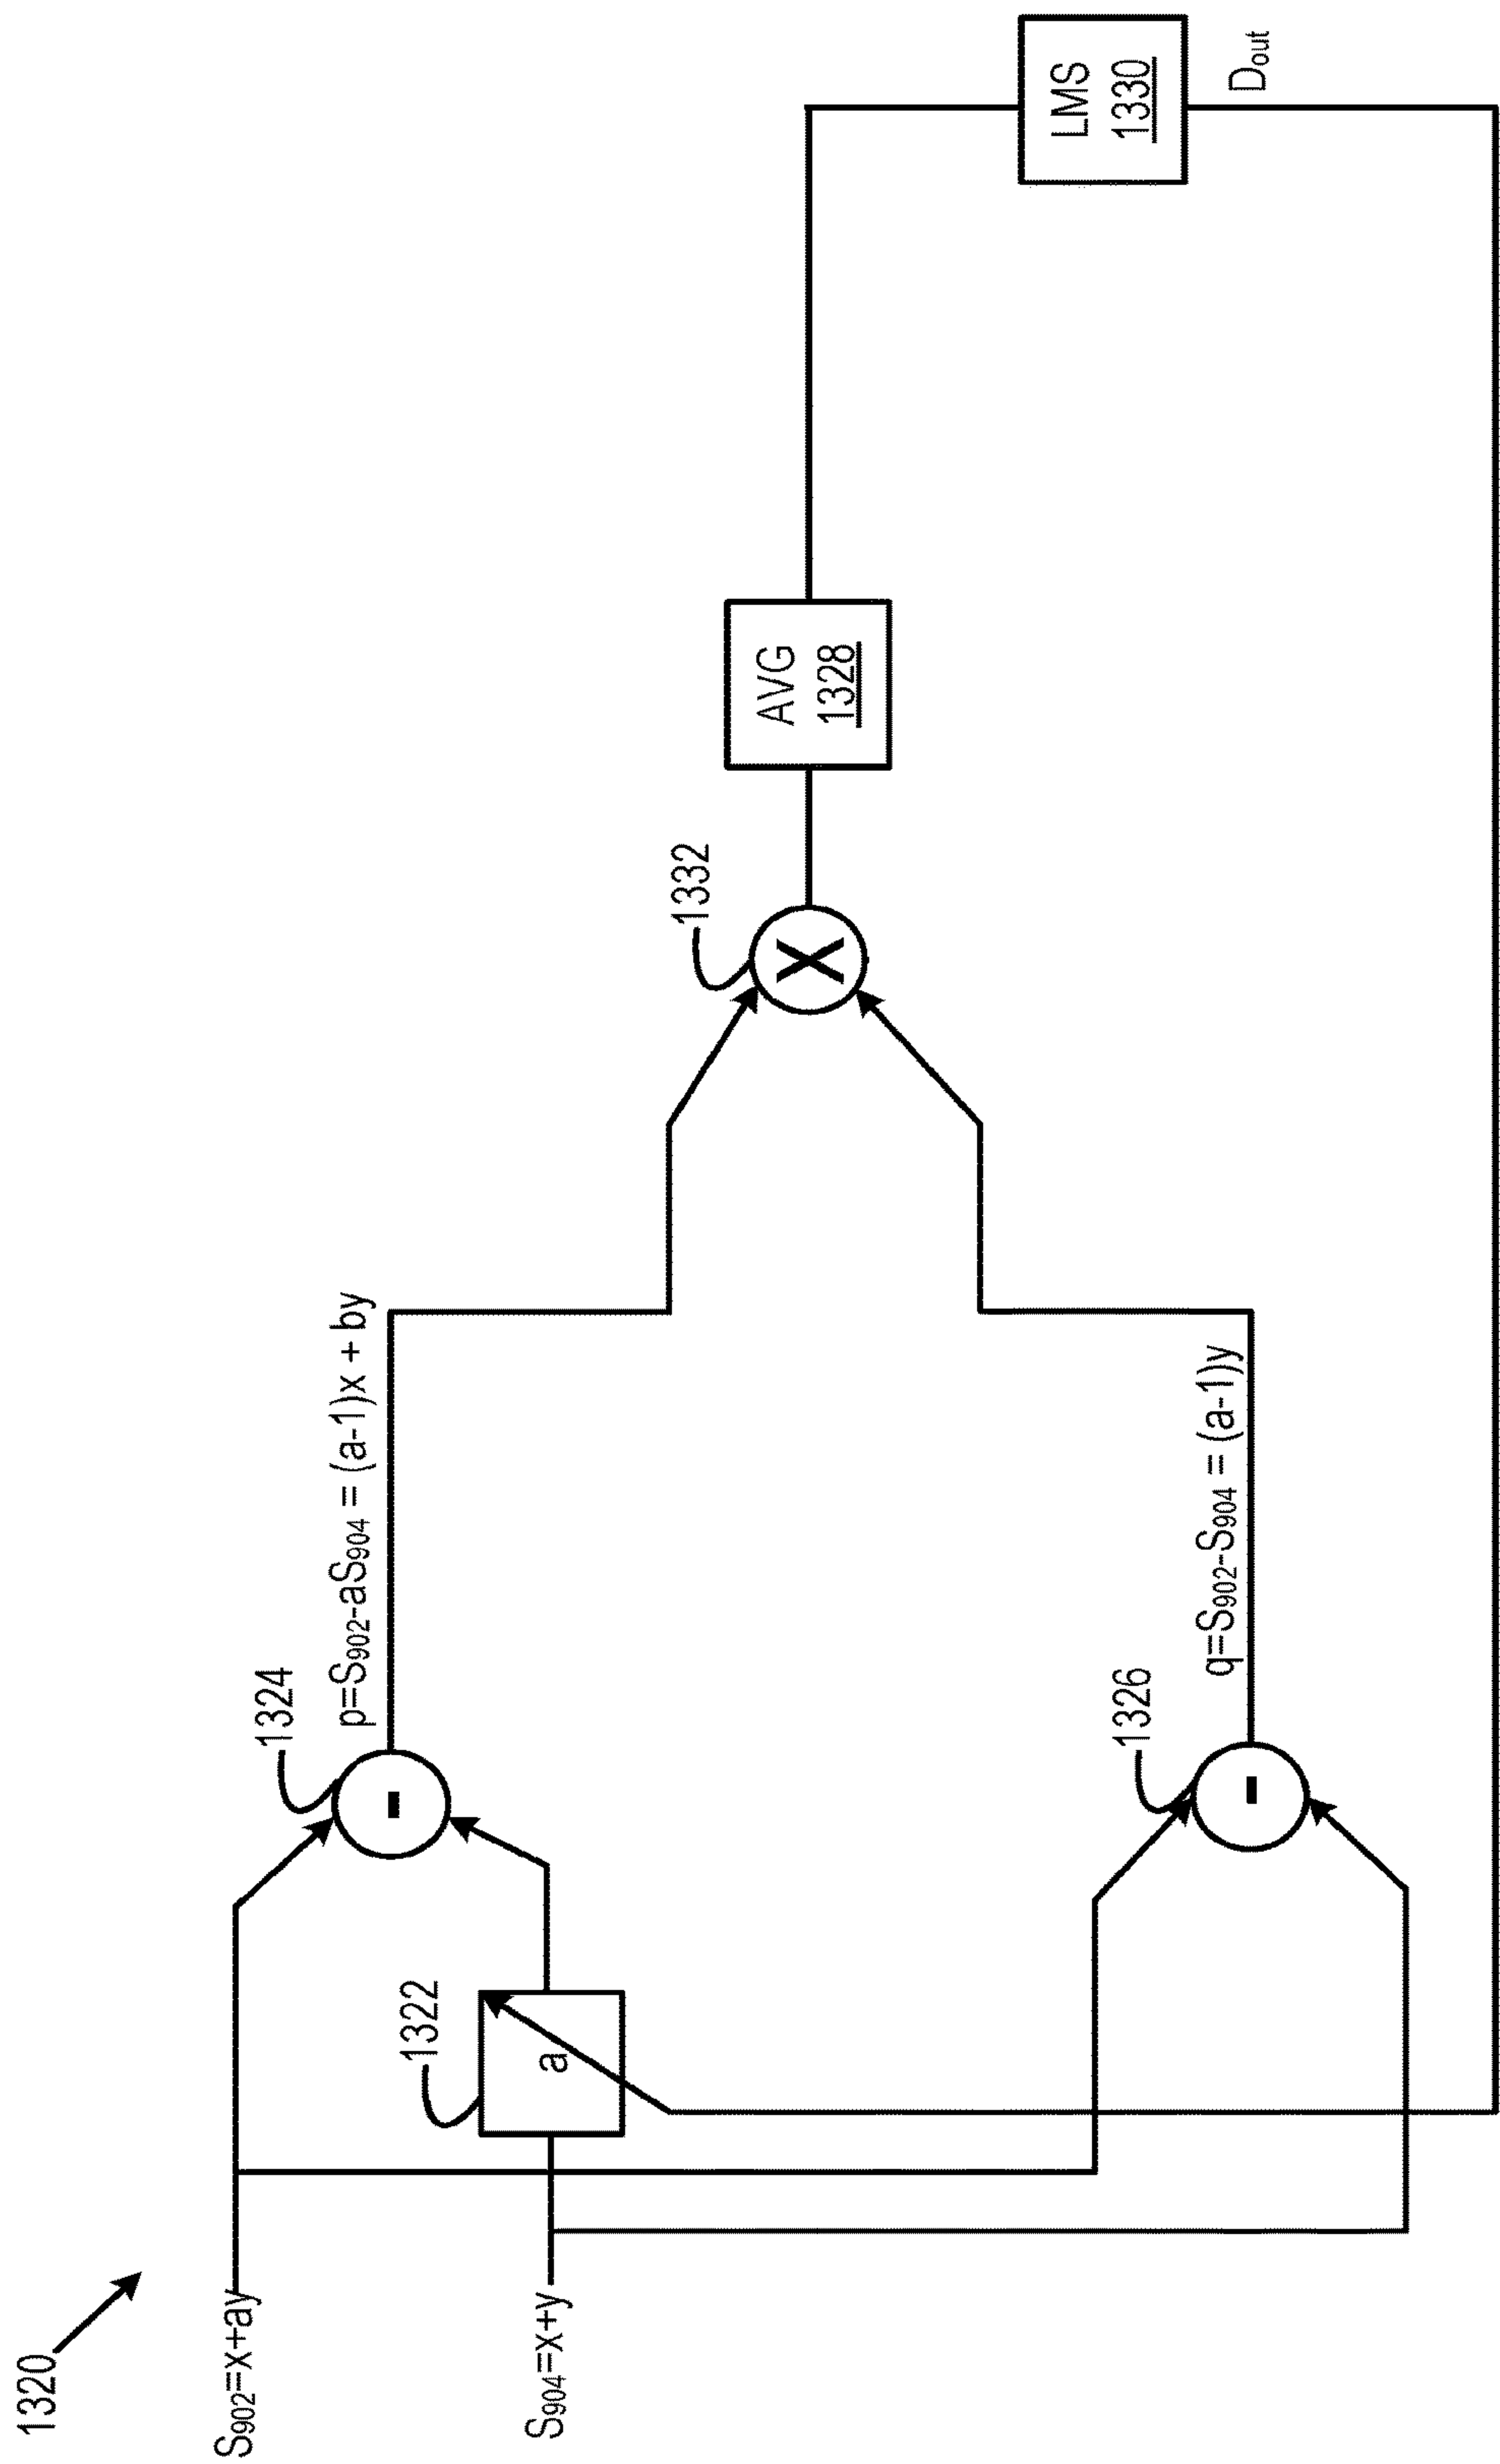 1320
S902=x+ay
S904=x+y
1322
a
1324
p=S902-aS904 = (a-1)x + by
1326
q=S902-S904 = (a-1)y
-
-
1332
X
AVG
1328
LMS
1330
Dout